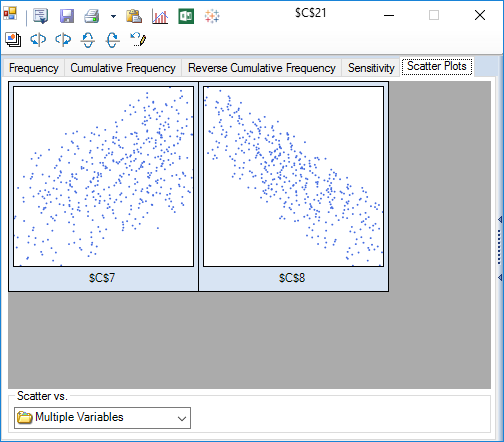 $C$21
Frequency Cumulative Frequency Reverse Cumulative Frequency Sensitivity Scatter Plots
$C$7 $C$8
Scatter vs.
Multiple Variables